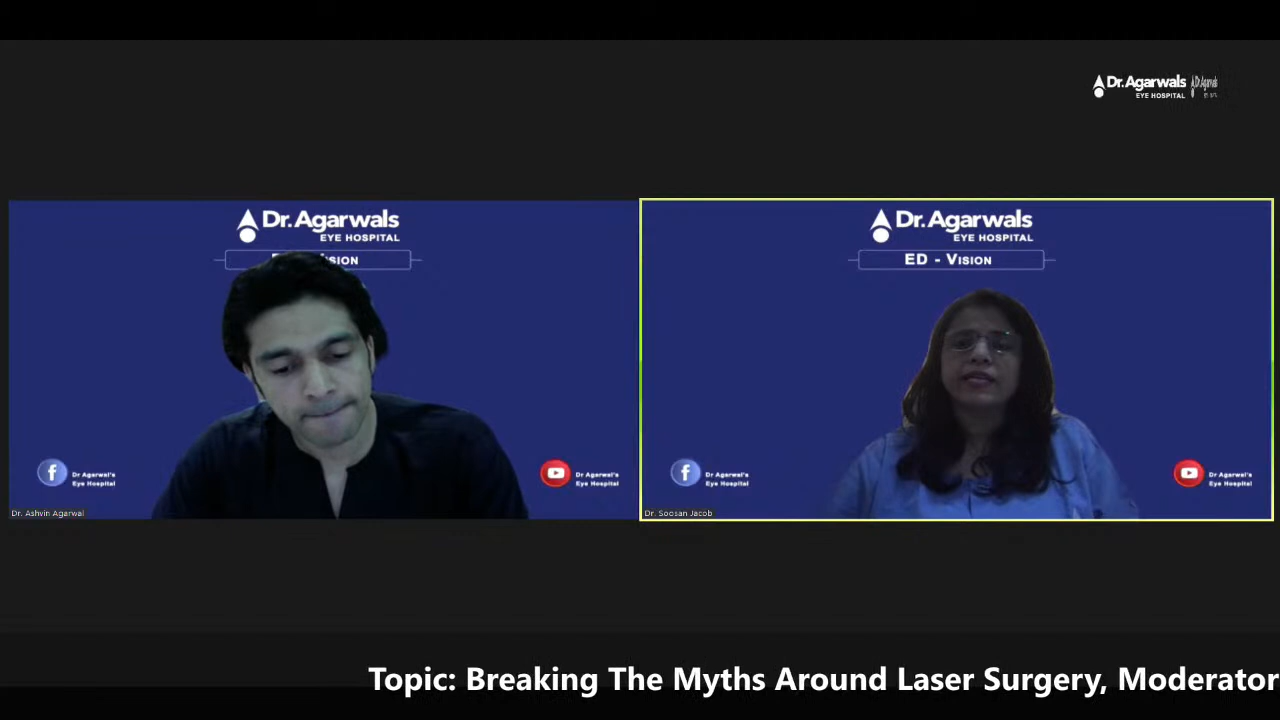 Dr.Agarwals
EYE HOSPITAL
Dr.Agarwals
EYE HOSPITAL
SION
f
Dr Agarwal's
Eye Hospital
Dr Agarwal's
Eye Hospital
Dr. Ashvin Agarwal
Dr.Agarwals
EYE HOSPITAL
ED - VISION
f
Dr Agarwal's
Eye Hospital
Dr Agarwal's
Eye Hospital
Dr. Soosan Jacob
Topic: Breaking The Myths Around Laser Surgery, Moderator